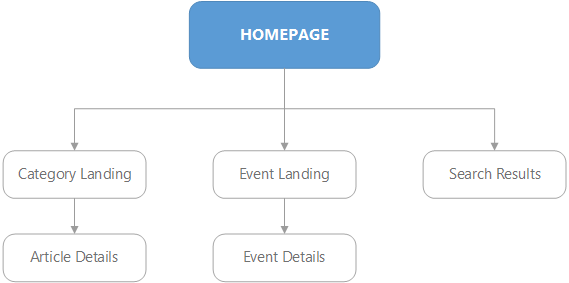 HOMEPAGE
Category Landing
Event Landing
Search Results
Article Details
Event Details